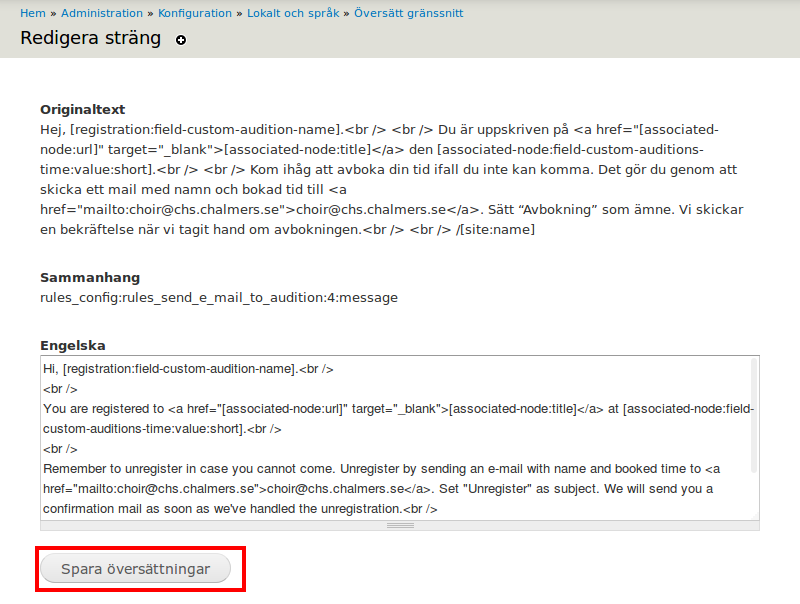 Hem » Administration » Konfiguration » Lokalt och språk » Översätt gränssnitt
Redigera sträng
Originaltext
Hej, [registration:field-custom-audition-name].<br /> <br /> Du är uppskriven på <a href="[associated-
node:url]" target="_blank">[associated-node:title]</a> den [associated-node:field-custom-auditions-
time:value:short].<br /> <br /> Kom ihåg att avboka din tid ifall du inte kan komma. Det gör du genom att
skicka ett mail med namn och bokad tid till <a
href="mailto:choir@chs.chalmers.se">choir@chs.chalmers.se</a>. Sätt “Avbokning” som ämne. Vi skickar
en bekräftelse när vi tagit hand om avbokningen.<br /> <br /> /[site:name]
Sammanhang
rules_config:rules_send_e_mail_to_audition:4:message
Engelska
Hi, [registration:field-custom-audition-name].<br />
<br />
You are registered to <a href="[associated-node:url]" target="_blank">[associated-node:title]</a> at [associated-node:field-
custom-auditions-time:value:short].<br />
<br />
Remember to unregister in case you cannot come. Unregister by sending an e-mail with name and booked time to <a
href="mailto:choir@chs.chalmers.se">choir@chs.chalmers.se</a>. Set "Unregister" as subject. We will send you a
confirmation mail as soon as we've handled the unregistration.<br />
Spara översättningar